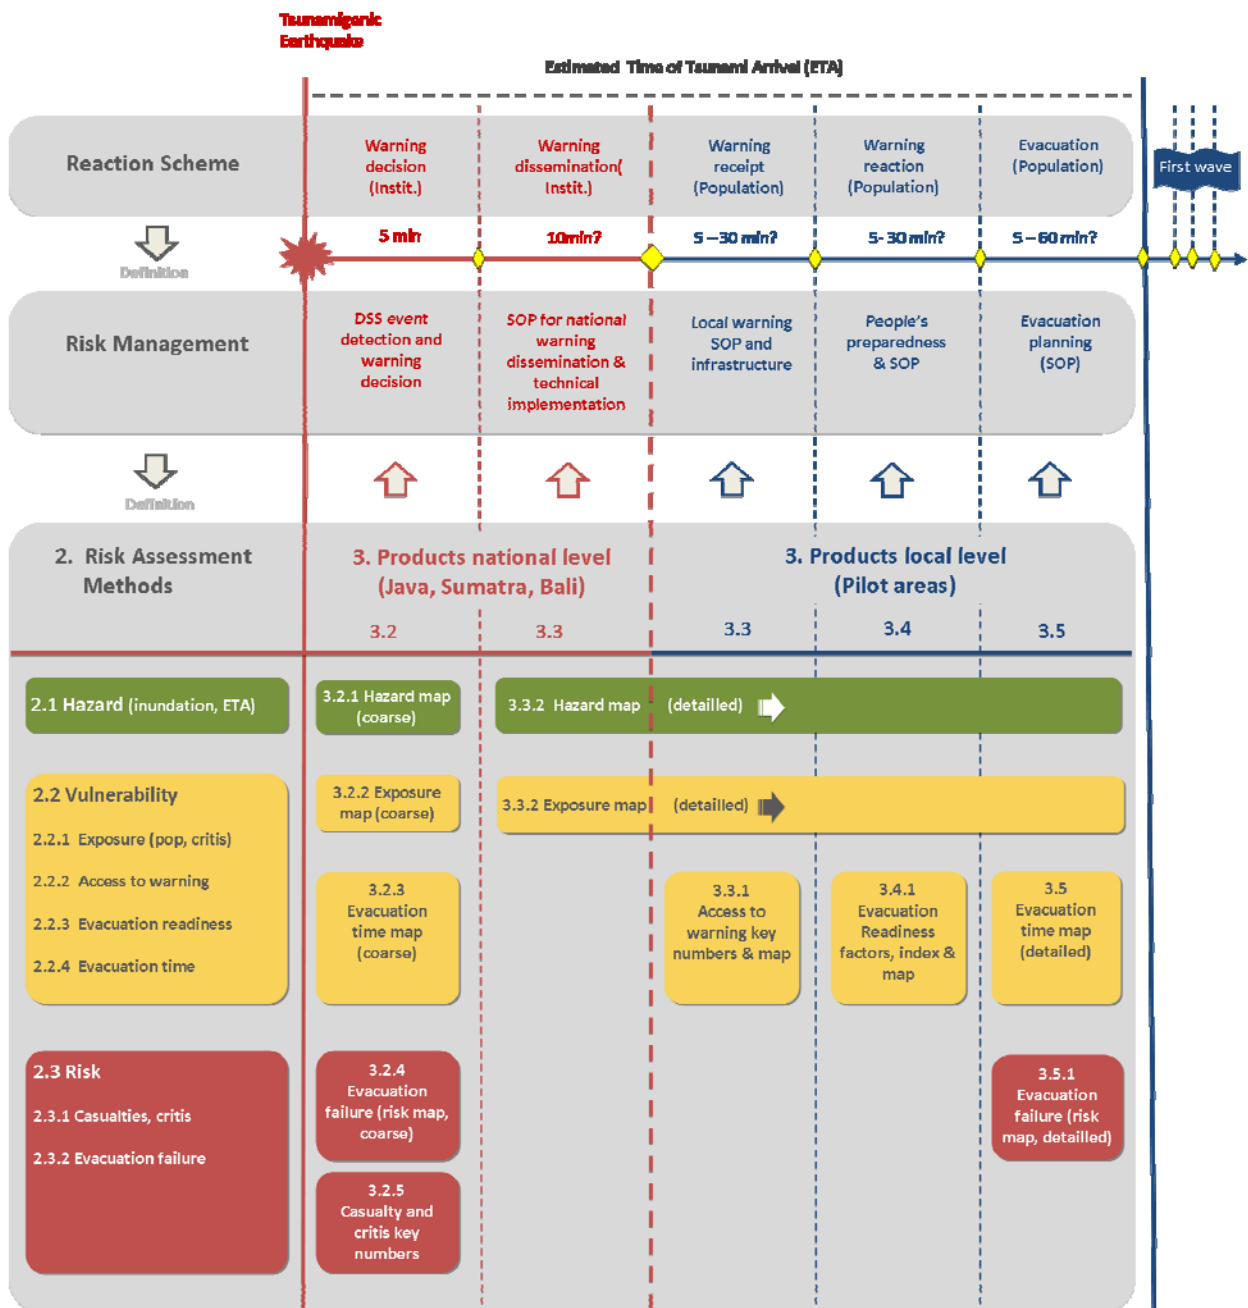 Tsunamigenic
Earthquake
Estimated Time of Tsunami Arrival (ETA)
Reaction Scheme
Warning
decision
(Instit.)
Warning
dissemination(
Instit.)
Warning
receipt
(Population)
Warning
reaction
(Population)
Evacuation
(Population)
First wave
Definition
5 min
10min?
5 – 30 min?
5- 30 min?
5 – 60 min?
Risk Management
DSS event
detection and
warning
decision
SOP for national
warning
dissemination &
technical
implementation
Local warning
SOP and
infrastructure
People's
preparedness
& SOP
Evacuation
planning
(SOP)
Definition
2. Risk Assessment
Methods
3. Products national level
(Java, Sumatra, Bali)
3. Products local level
(Pilot areas)
3.2
3.3
3.3
3.4
3.5
2.1 Hazard (inundation, ETA)
3.2.1 Hazard map
(coarse)
3.3.2 Hazard map (detailled)
2.2 Vulnerability
2.2.1 Exposure (pop, critis)
2.2.2 Access to warning
2.2.3 Evacuation readiness
2.2.4 Evacuation time
3.2.2 Exposure
map (coarse)
3.3.2 Exposure map (detailled)
3.2.3
Evacuation
time map
(coarse)
3.3.1
Access to
warning key
numbers & map
3.4.1
Evacuation
Readiness
factors, index &
map
3.5
Evacuation
time map
(detailed)
2.3 Risk
2.3.1 Casualties, critis
2.3.2 Evacuation failure
3.2.4
Evacuation
failure (risk map,
coarse)
3.5.1
Evacuation
failure (risk
map, detailled)
3.2.5
Casualty and
critis key
numbers